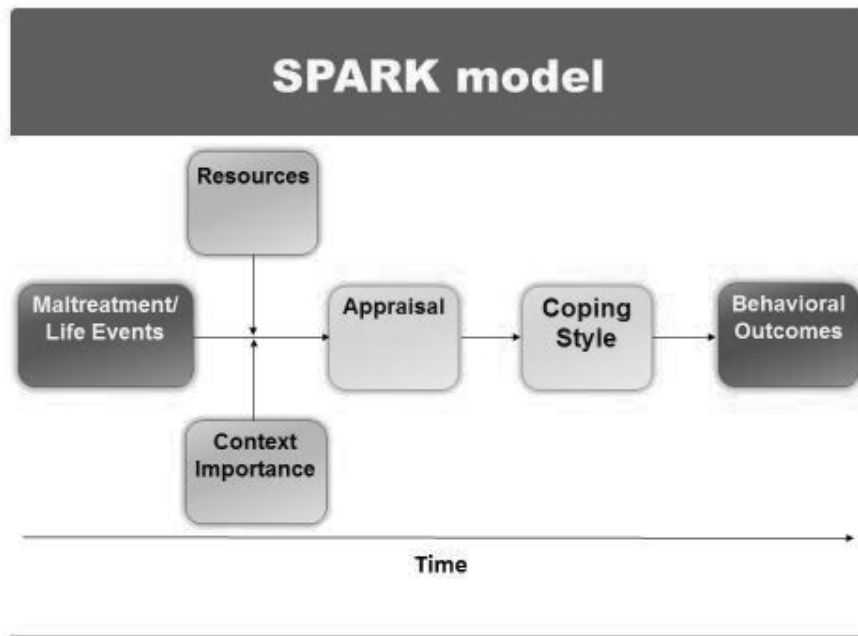 SPARK model
Resources
Maltreatment/
Life Events
Appraisal
Coping
Style
Behavioral
Outcomes
Context
Importance
Time